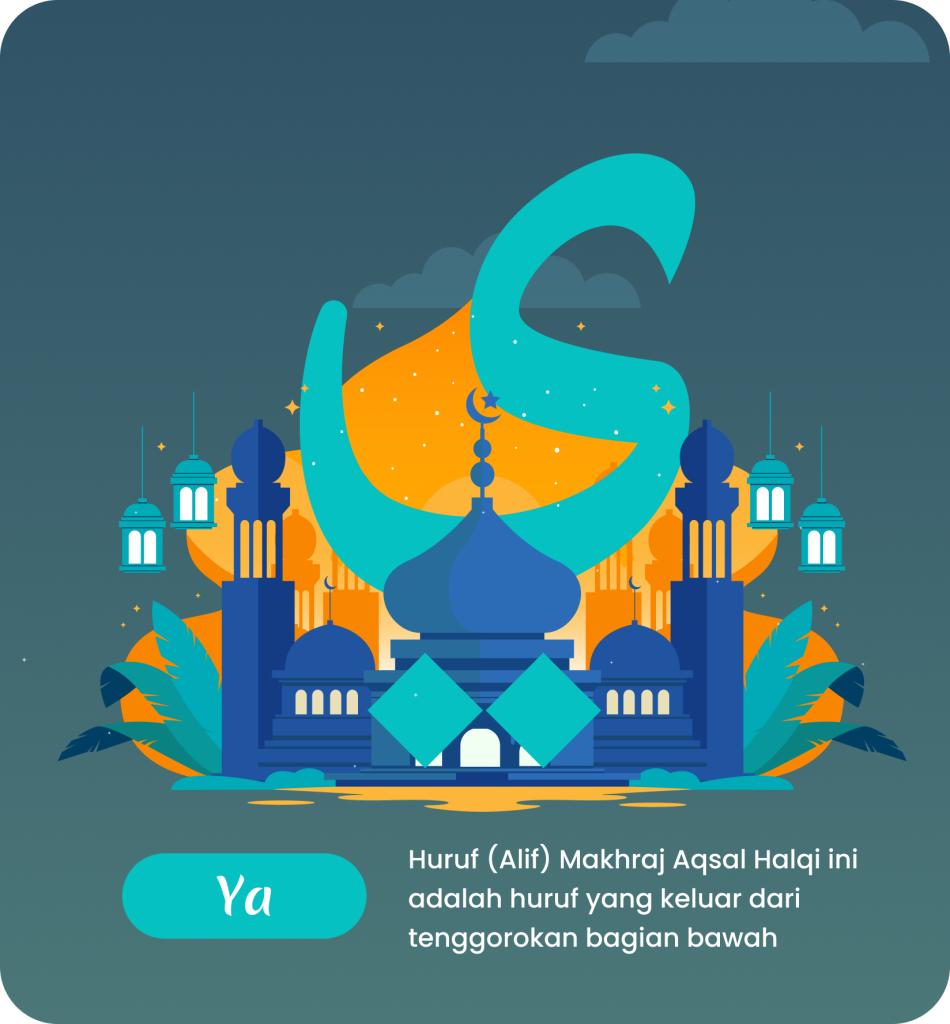 ي
Ya
Huruf (Alif) Makhraj Aqsal Halqi ini
adalah huruf yang keluar dari
tenggorokan bagian bawah